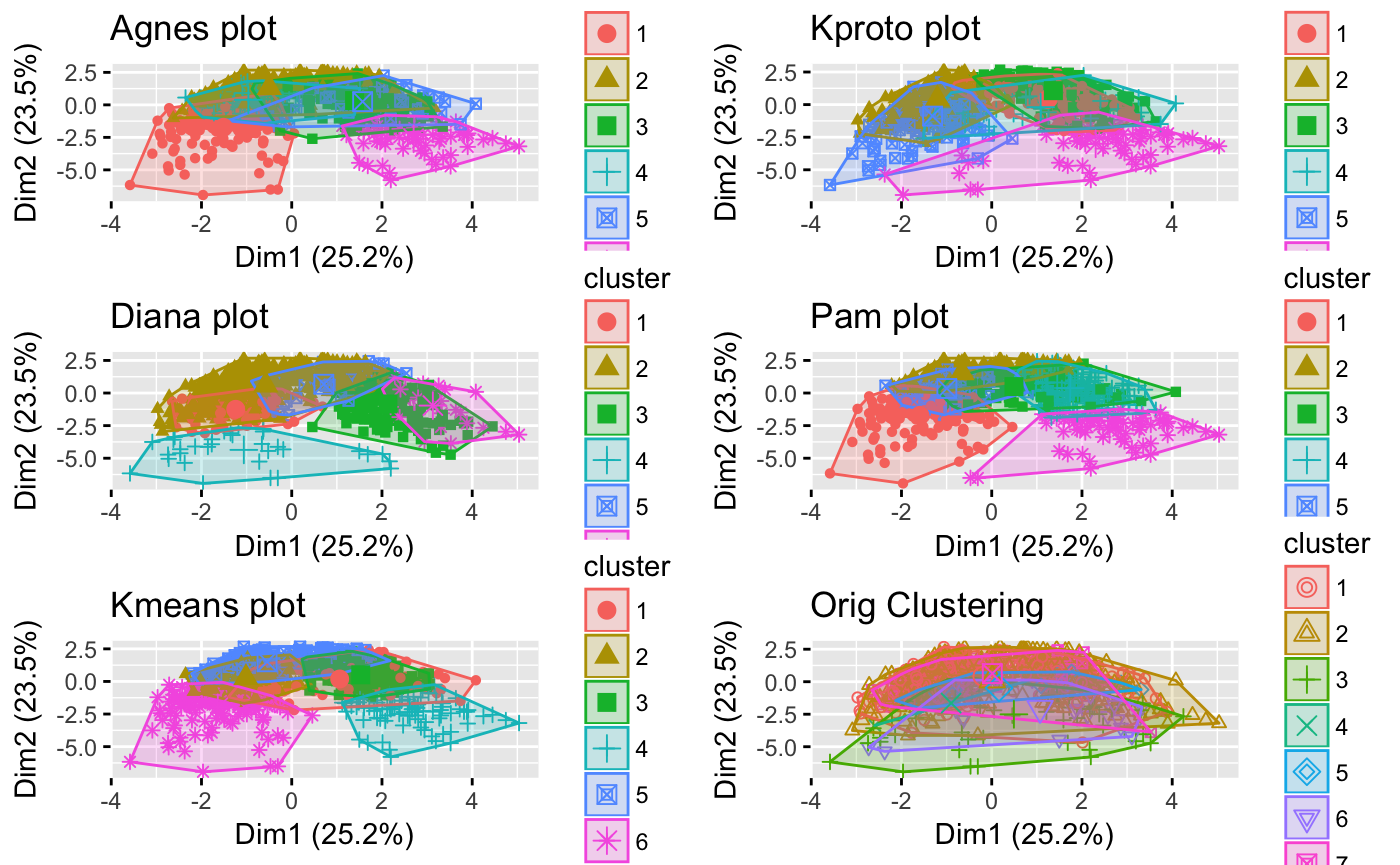 Agnes plot
Dim2 (23.5%)
2.5
0.0
-2.5
-5.0
-4 -2 0 2 4
Dim1 (25.2%)
1
2
3
4
5
Kproto plot
Dim2 (23.5%)
2.5
0.0
-2.5
-5.0
-4 -2 0 2 4
Dim1 (25.2%)
1
2
3
4
5
Diana plot
Dim2 (23.5%)
2.5
0.0
-2.5
-5.0
-4 -2 0 2 4
Dim1 (25.2%)
cluster
1
2
3
4
5
Pam plot
Dim2 (23.5%)
2.5
0.0
-2.5
-5.0
-4 -2 0 2 4
Dim1 (25.2%)
cluster
1
2
3
4
5
Kmeans plot
Dim2 (23.5%)
2.5
0.0
-2.5
-5.0
-4 -2 0 2 4
Dim1 (25.2%)
cluster
1
2
3
4
5
6
Orig Clustering
Dim2 (23.5%)
2.5
0.0
-2.5
-5.0
-4 -2 0 2 4
Dim1 (25.2%)
cluster
1
2
3
4
5
6
7